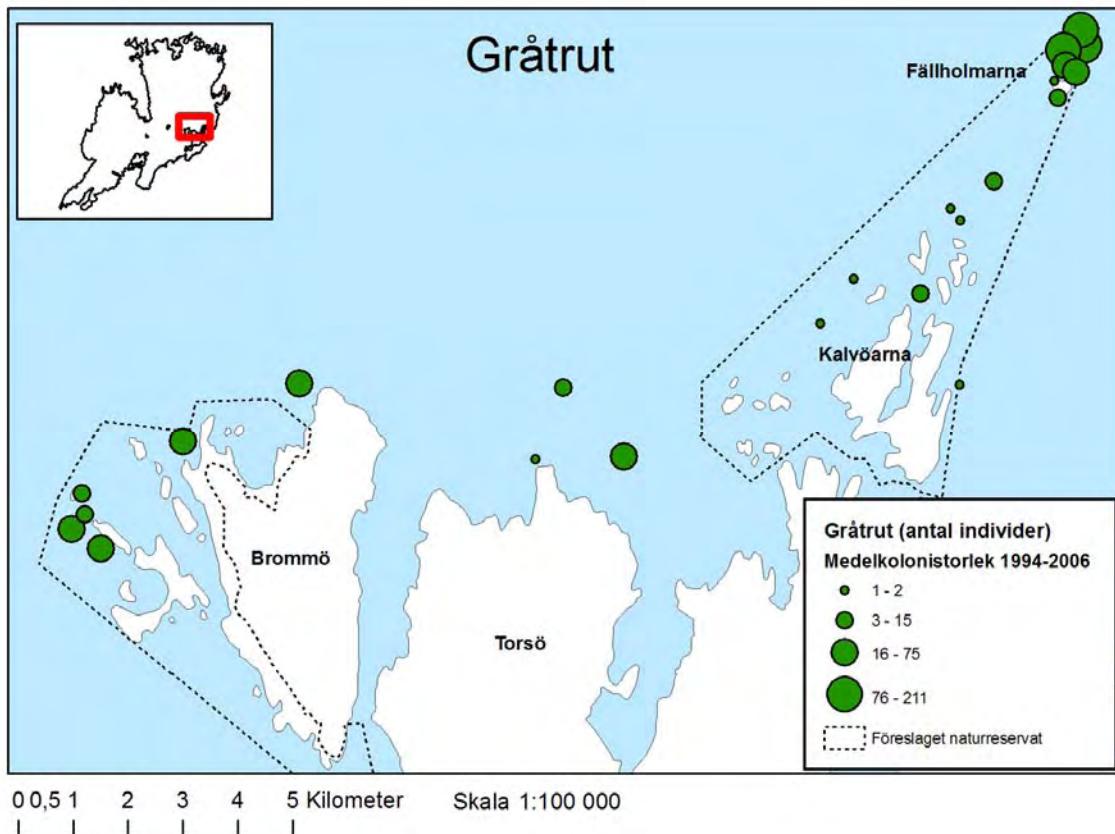 Gråtrut
Fällholmarna
Kalvöarna
Brommö
Torsö
Gråtrut (antal individer)
Medelkolonistorlek 1994-2006
1 - 2
3 - 15
16 - 75
76 - 211
Föreslaget naturreservat
0 0,5 1 2 3 4 5 Kilometer Skala 1:100 000